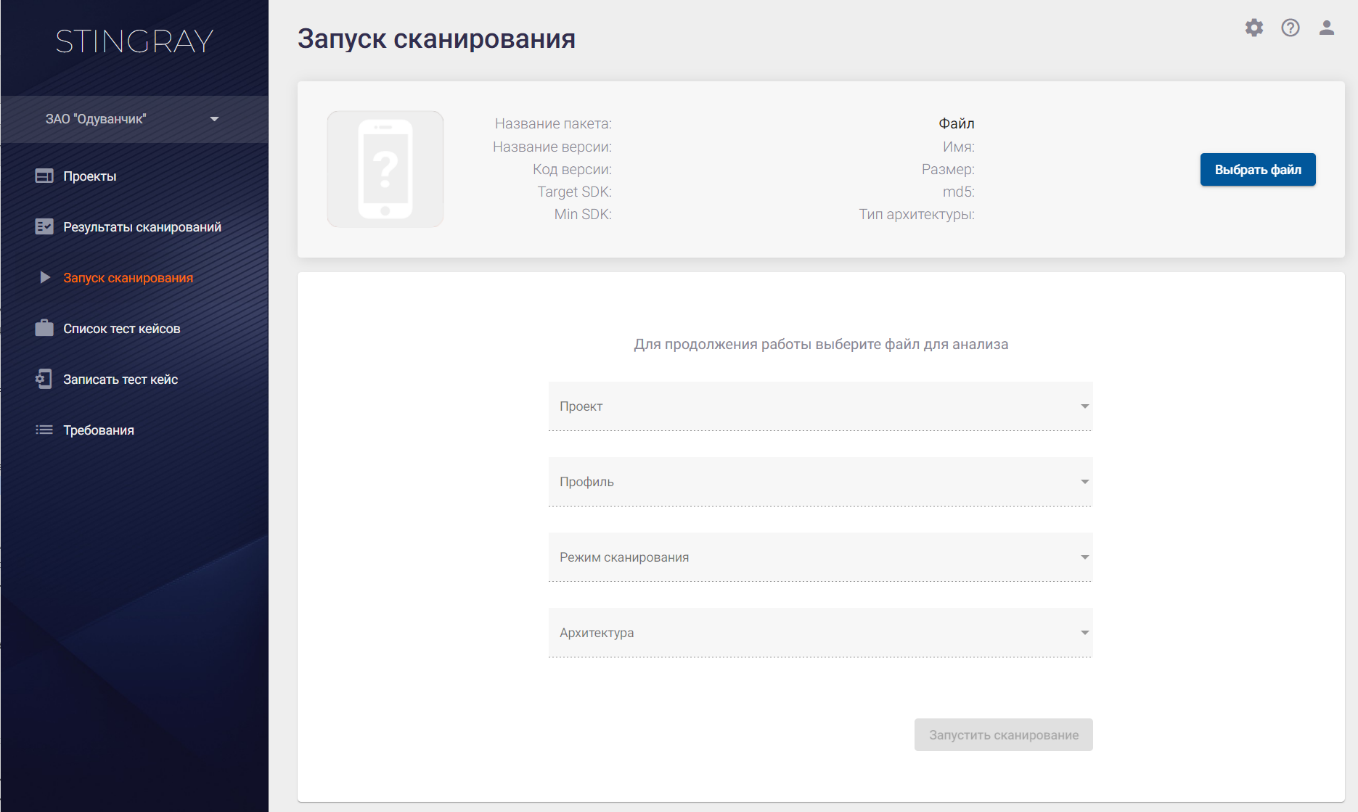 STINGRAY
ЗАО "Одуванчик"
Проекты
Результаты сканирований
Запуск сканирования
Список тест кейсов
Записать тест кейс
Требования
Запуск сканирования
?
Название пакета:
Название версии:
Код версии:
Target SDK:
Min SDK:
Файл
Имя:
Размер:
md5:
Тип архитектуры:
Выбрать файл
Для продолжения работы выберите файл для анализа
Проект
Профиль
Режим сканирования
Архитектура
Запустить сканирование